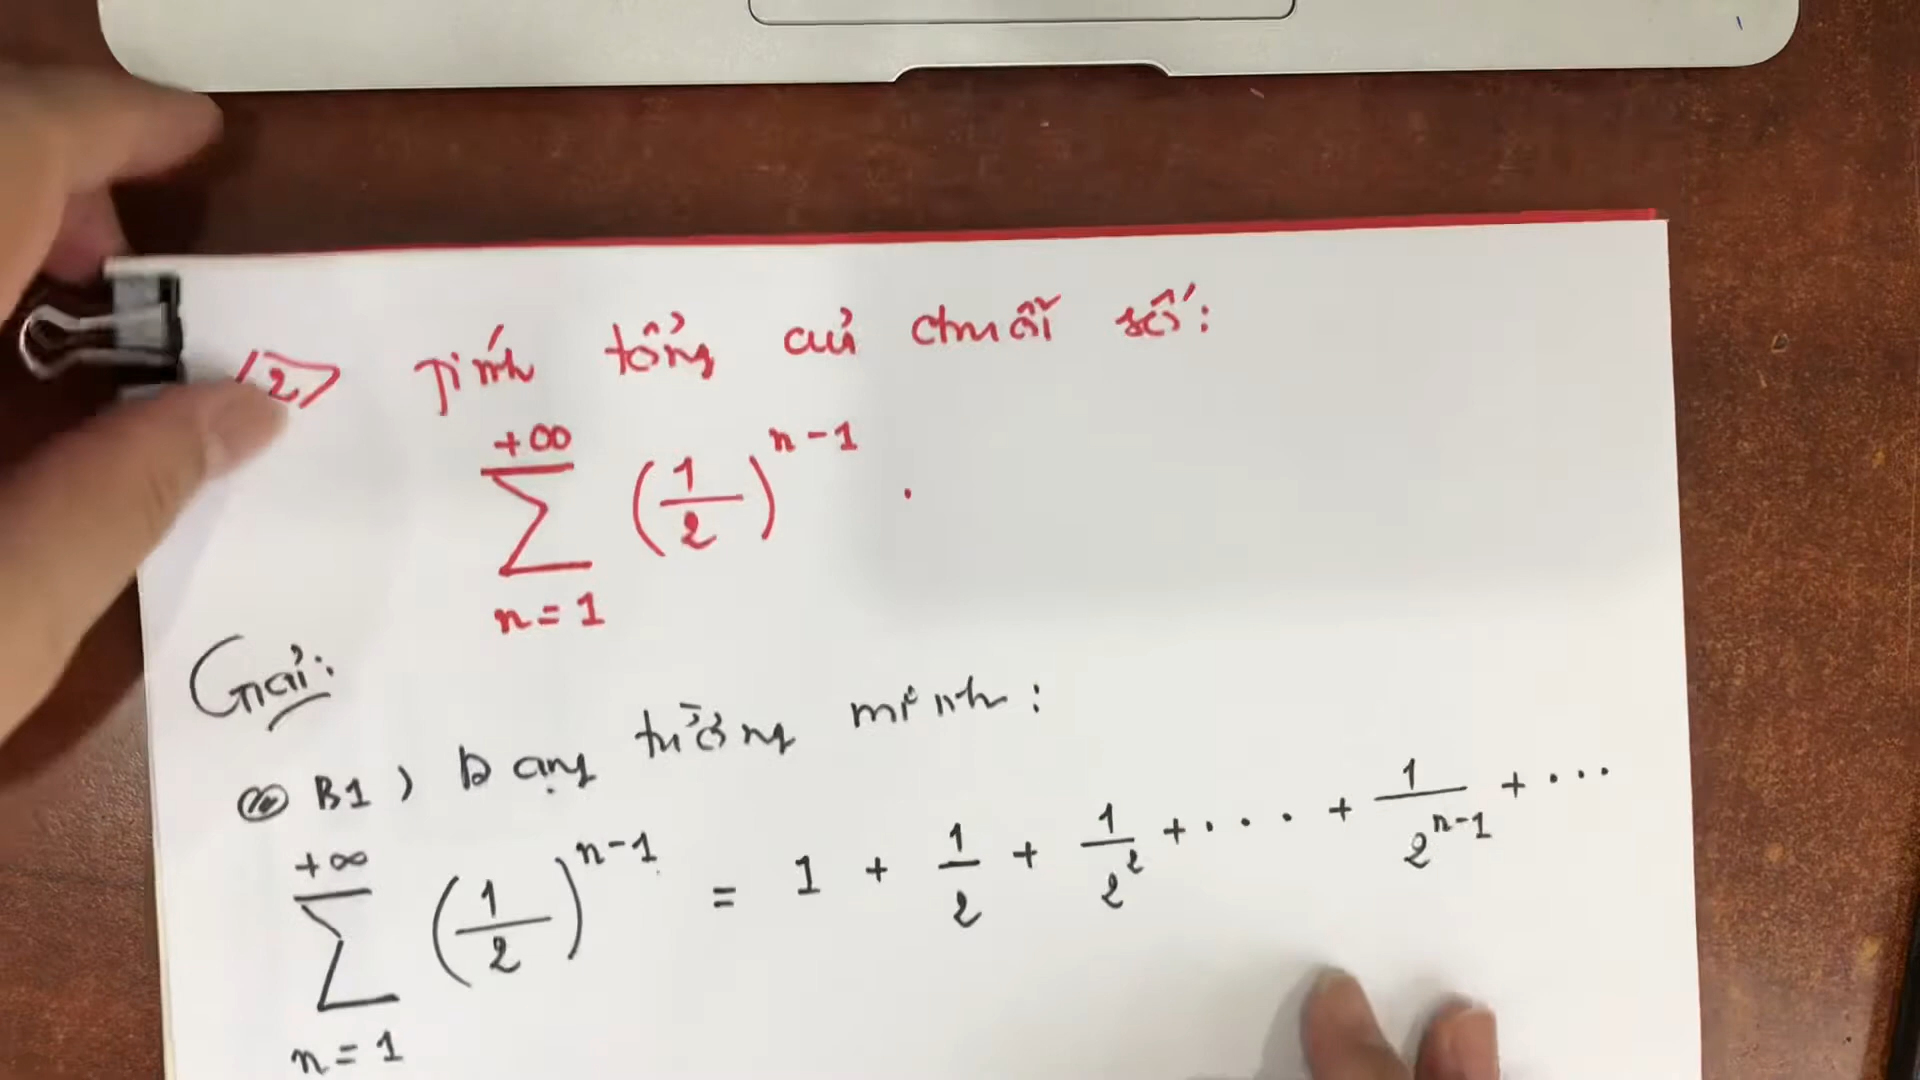 <2> Tính tổng của chuỗi số:
+∞
∑ (1/2)^(n-1) .
n = 1
Giải:
B1) Dạng tường minh:
+∞
∑ (1/2)^(n-1) = 1 + 1/2 + 1/2^2 + .... + 1/2^(n-1) + ...
n = 1